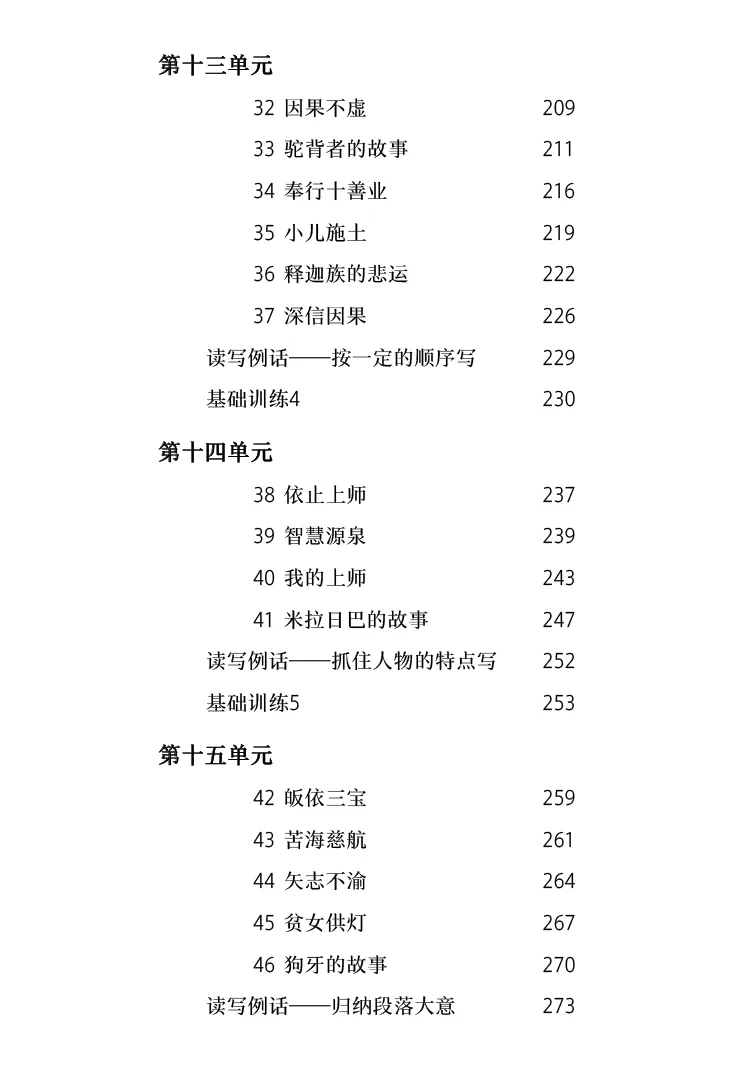 第十三单元
32 因果不虚 209
33 驼背者的故事 211
34 奉行十善业 216
35 小儿施土 219
36 释迦族的悲运 222
37 深信因果 226
读写例话——按一定的顺序写 229
基础训练4 230
第十四单元
38 依止上师 237
39 智慧源泉 239
40 我的上师 243
41 米拉日巴的故事 247
读写例话——抓住人物的特点写 252
基础训练5 253
第十五单元
42 皈依三宝 259
43 苦海慈航 261
44 矢志不渝 264
45 贫女供灯 267
46 狗牙的故事 270
读写例话——归纳段落大意 273